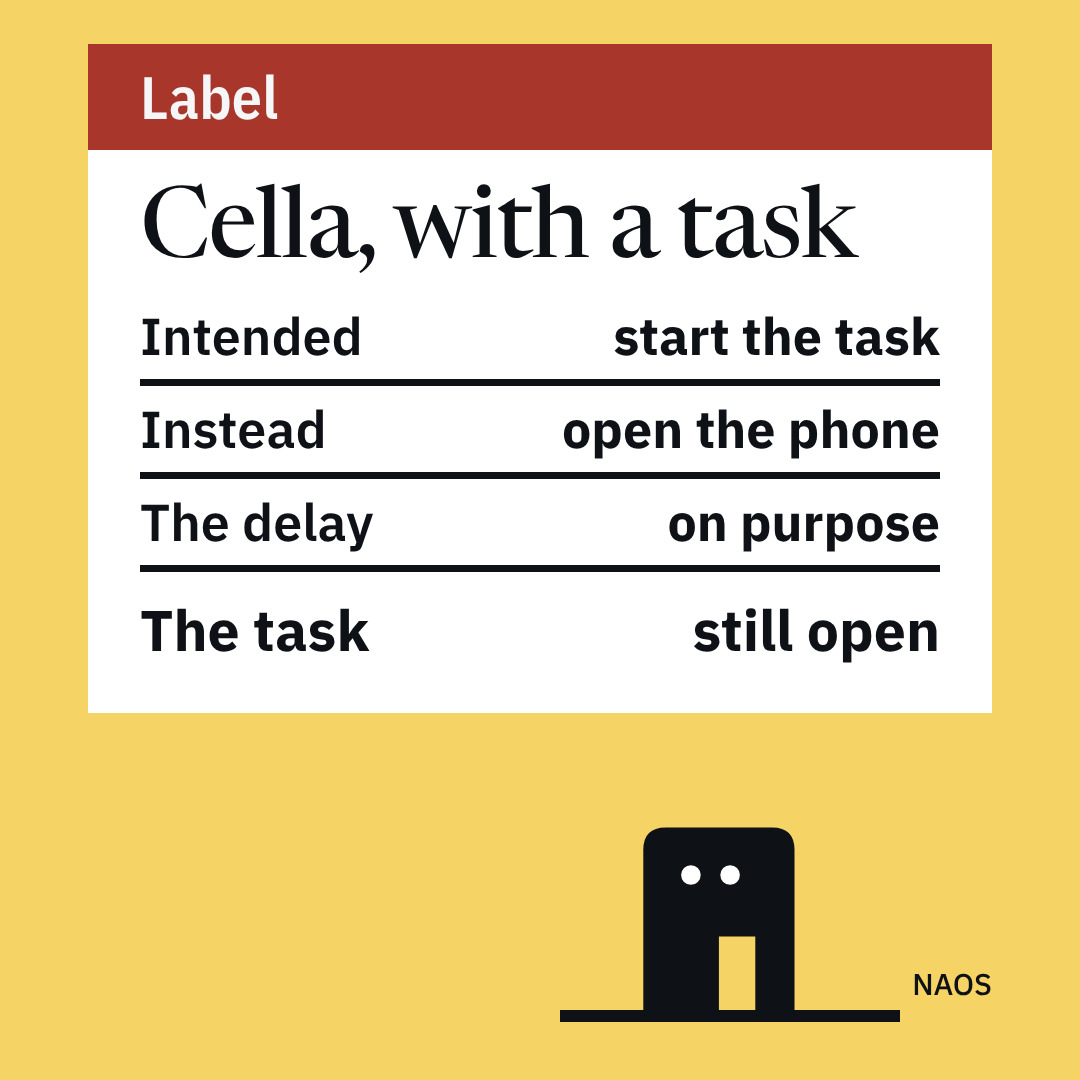 Label
Cella, with a task
Intended start the task
Instead open the phone
The delay on purpose
The task still open
NAOS